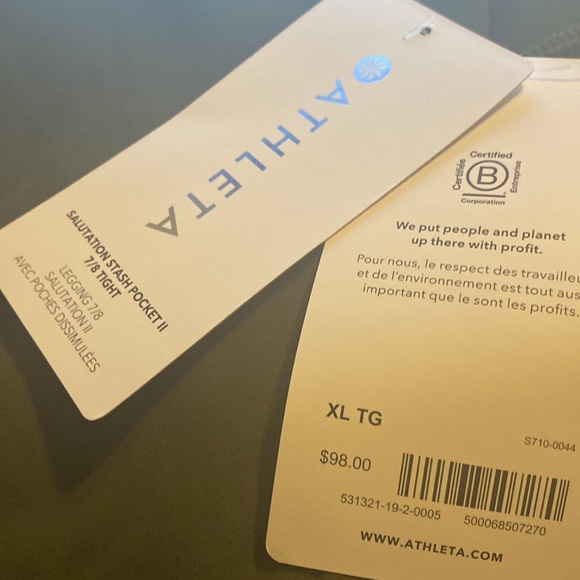 ATHLETA
SALUTATION STASH POCKET II
7/8 TIGHT
LEGGING 7/8
SALUTATION II
AVEC POCHES DISSIMULÉES
Certified
Certifiée
B
Entreprise
Corporation
We put people and planet
up there with profit.
Pour nous, le respect des
et de l'environnement est tout
important que le sont les profits.
XL TG
S710-0044
$98.00
531321-19-2-0005
500068507270
WWW.ATHLETA.COM